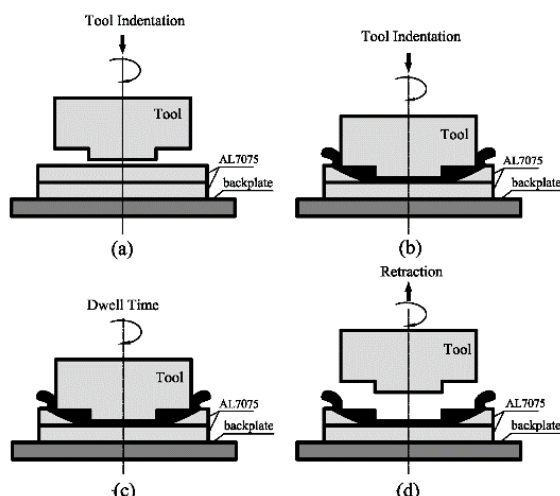 Tool Indentation
Tool
AL7075
backplate
(a)
Tool Indentation
Tool
AL7075
backplate
(b)
Dwell Time
Tool
AL7075
backplate
(c)
Retraction
Tool
AL7075
backplate
(d)